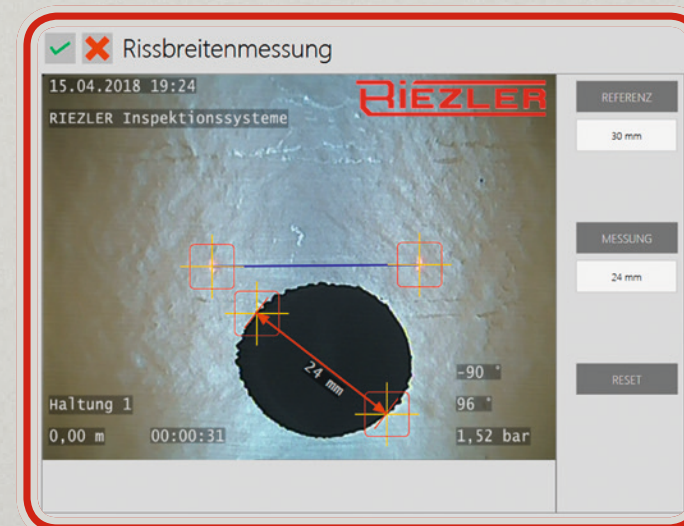 Rissbreitenmessung
15.04.2018 19:24
RIEZLER
RIEZLER Inspektionssysteme
24 mm
-90 °
Haltung 1
96 °
0,00 m
00:00:31
1,52 bar
REFERENZ
30 mm
MESSUNG
24 mm
RESET